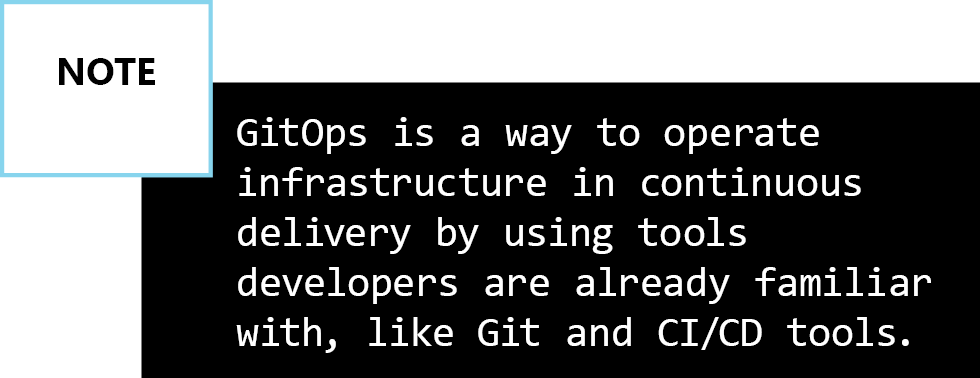 NOTE
GitOps is a way to operate
infrastructure in continuous
delivery by using tools
developers are already familiar
with, like Git and CI/CD tools.